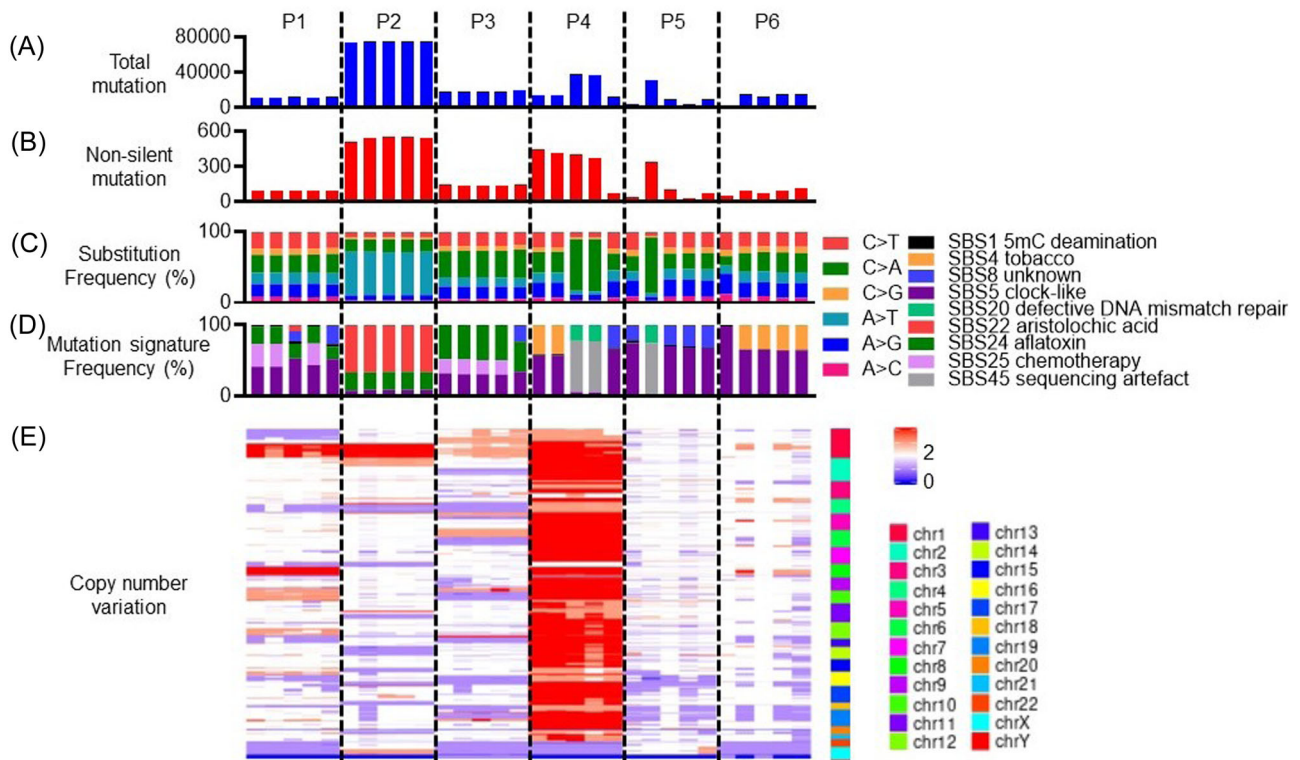 P1 P2 P3 P4 P5 P6
(A)
Total
mutation
80000
40000
0
(B)
Non-silent
mutation
600
300
0
(C)
Substitution
Frequency (%)
100
0
C>T
C>A
C>G
A>T
A>G
A>C
SBS1 5mC deamination
SBS4 tobacco
SBS8 unknown
SBS5 clock-like
SBS20 defective DNA mismatch repair
SBS22 aristolochic acid
SBS24 aflatoxin
SBS25 chemotherapy
SBS45 sequencing artefact
(D)
Mutation signature
Frequency (%)
100
0
(E)
Copy number
variation
2
0
chr1
chr2
chr3
chr4
chr5
chr6
chr7
chr8
chr9
chr10
chr11
chr12
chr13
chr14
chr15
chr16
chr17
chr18
chr19
chr20
chr21
chr22
chrX
chrY